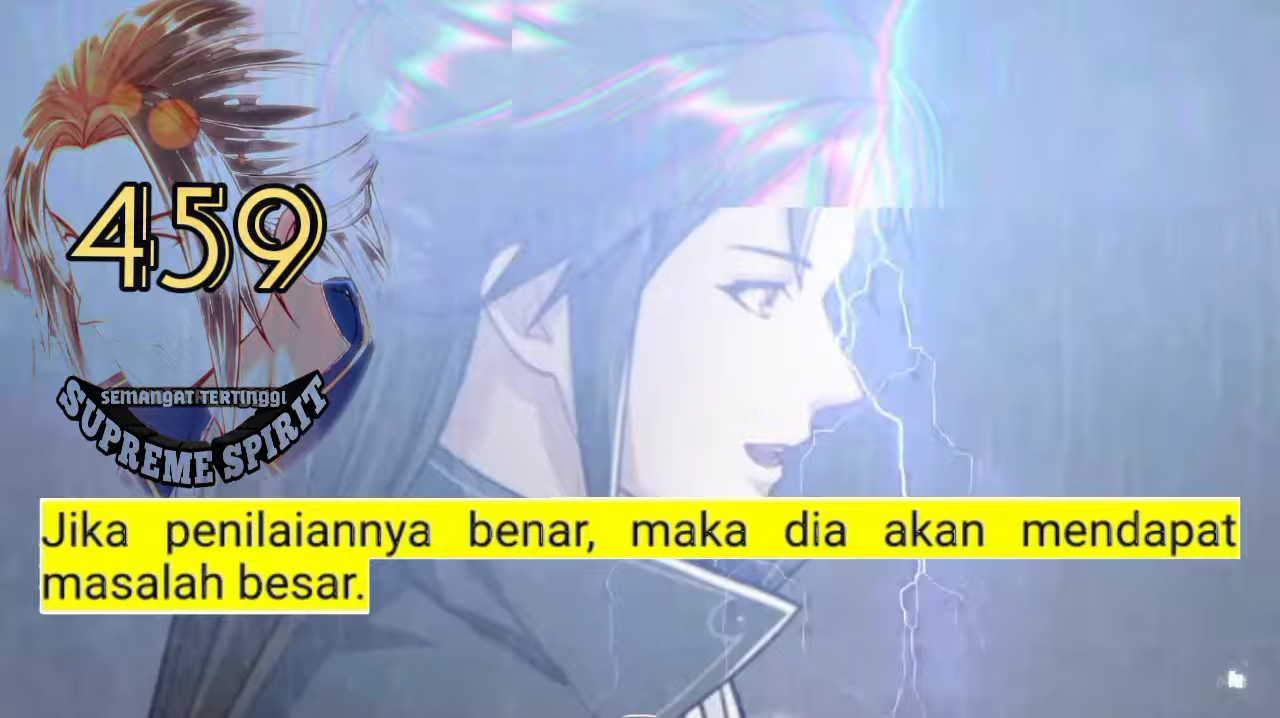 459
SEMANGAT TERTINGGI
SUPREME SPIRIT
Jika penilaiannya benar, maka dia akan mendapat
masalah besar.